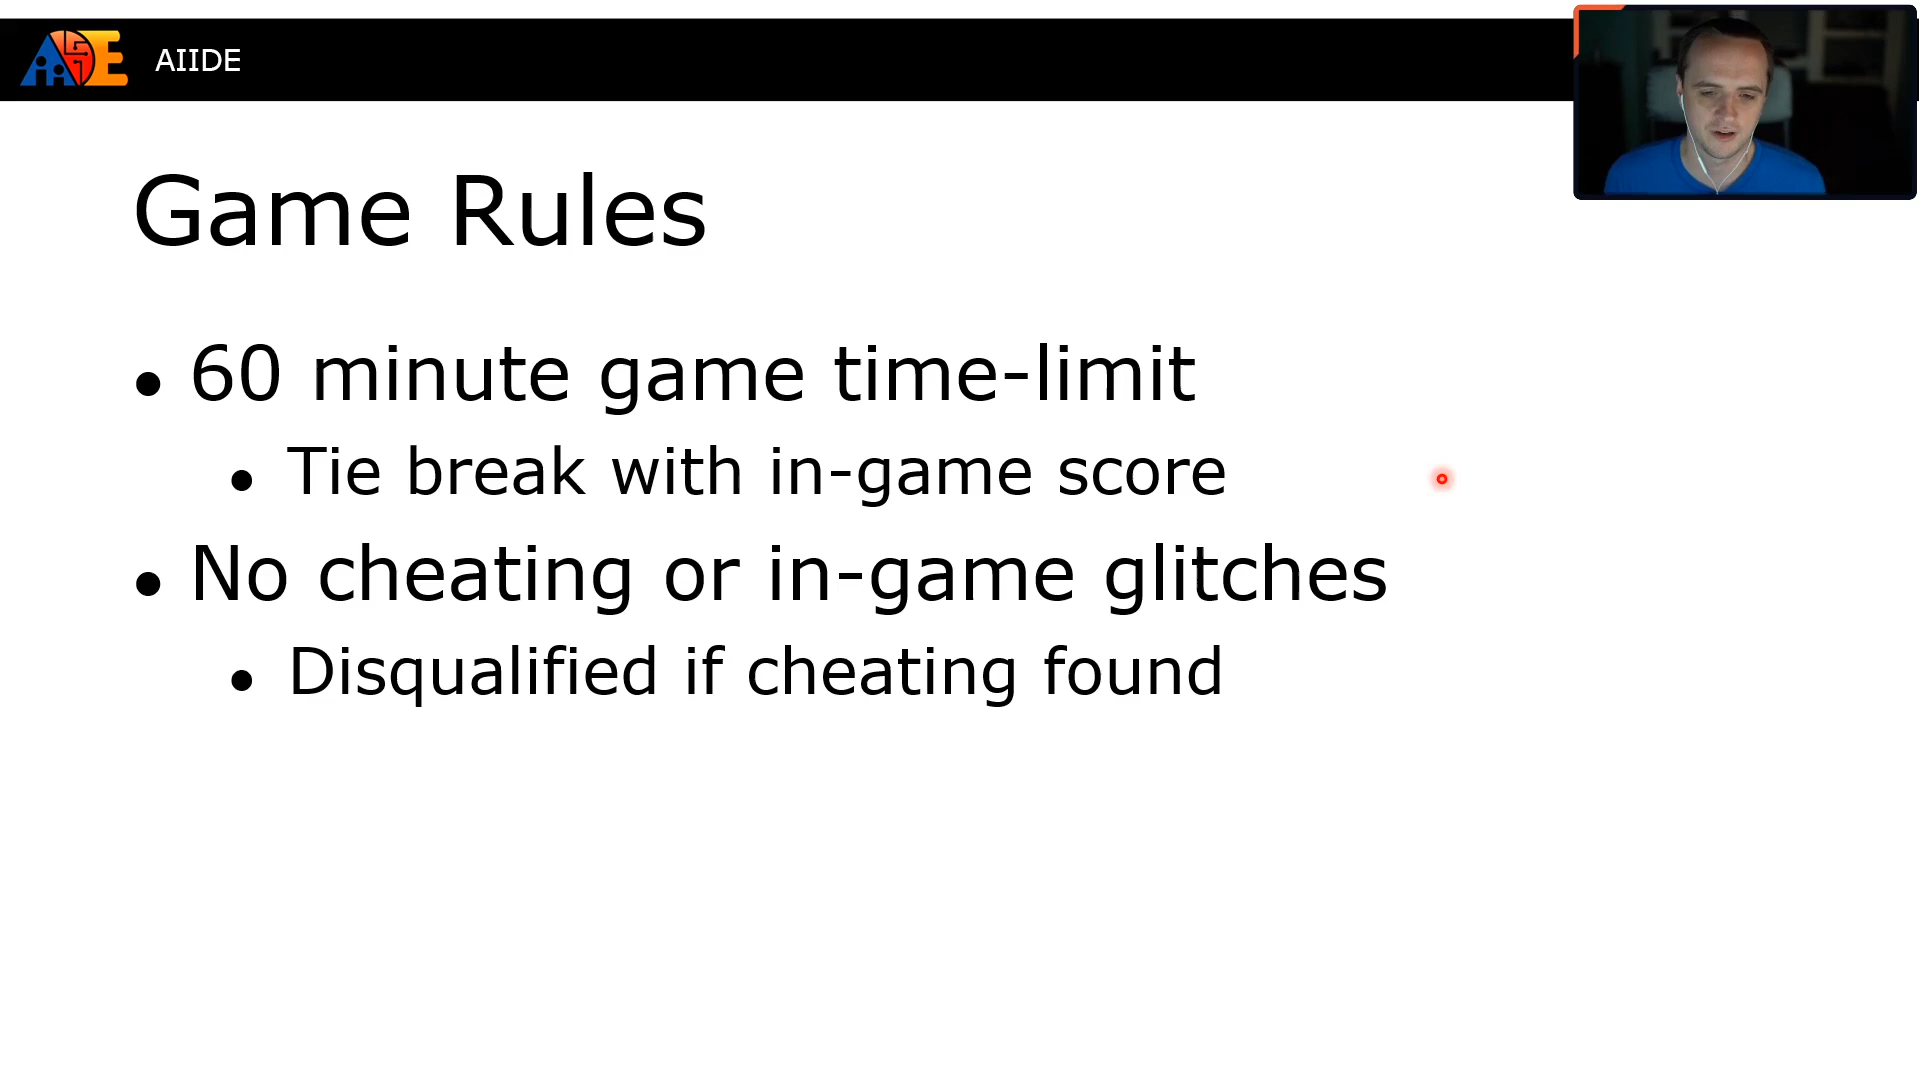 AIIDE
Game Rules
• 60 minute game time-limit
• Tie break with in-game score
• No cheating or in-game glitches
• Disqualified if cheating found